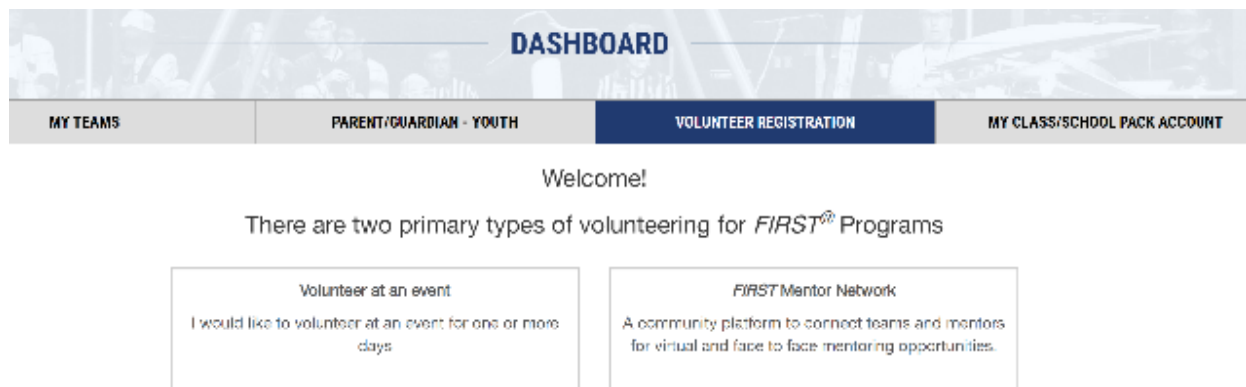 DASHBOARD
MY TEAMS
PARENT/GUARDIAN - YOUTH
VOLUNTEER REGISTRATION
MY CLASS/SCHOOL PACK ACCOUNT
Welcome!
There are two primary types of volunteering for FIRST® Programs
Volunteer at an event
I would like to volunteer at an event for one or more
days
FIRST Mentor Network
A community platform to connect teams and mentors
for virtual and face to face mentoring opportunities.